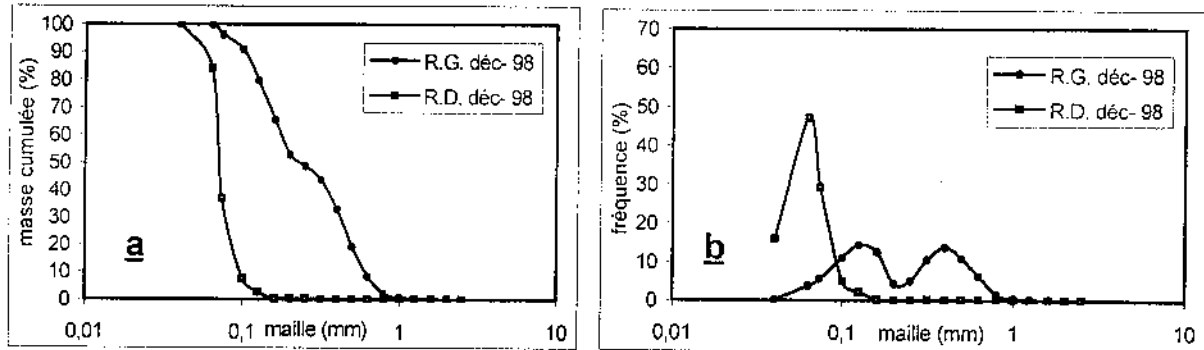 100
90
80
70
60
50
40
30
20
10
0
masse cumulée (%)
R.G. déc- 98
R.D. déc- 98
a
0,01
0,1
maille (mm)
1
10
70
60
50
40
30
20
10
0
fréquence (%)
R.G. déc- 98
R.D. déc- 98
b
0,01
0,1
maille (mm)
1
10